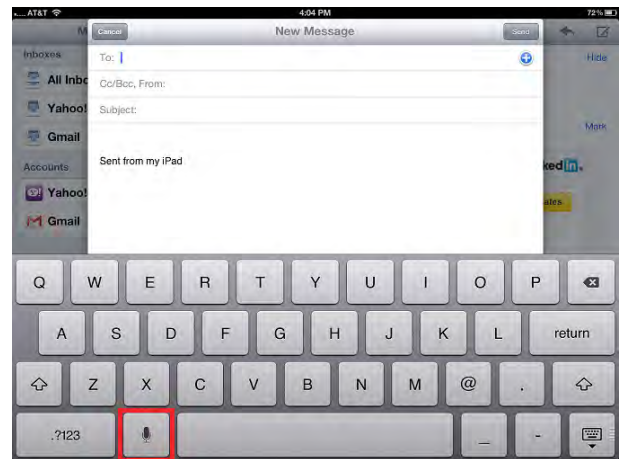 AT&T 4:04 PM 72%
M Cancel New Message Send
Inboxes To: Hide
All Inbo
Cc/Bcc, From:
Yahoo! Subject:
Mark
Gmail
Accounts Sent from my iPad
ked in.
Yahoo!
ates
Gmail
Q W E R T Y U I O P
A S D F G H J K L return
Z X C V B N M @ .
.?123 _ -